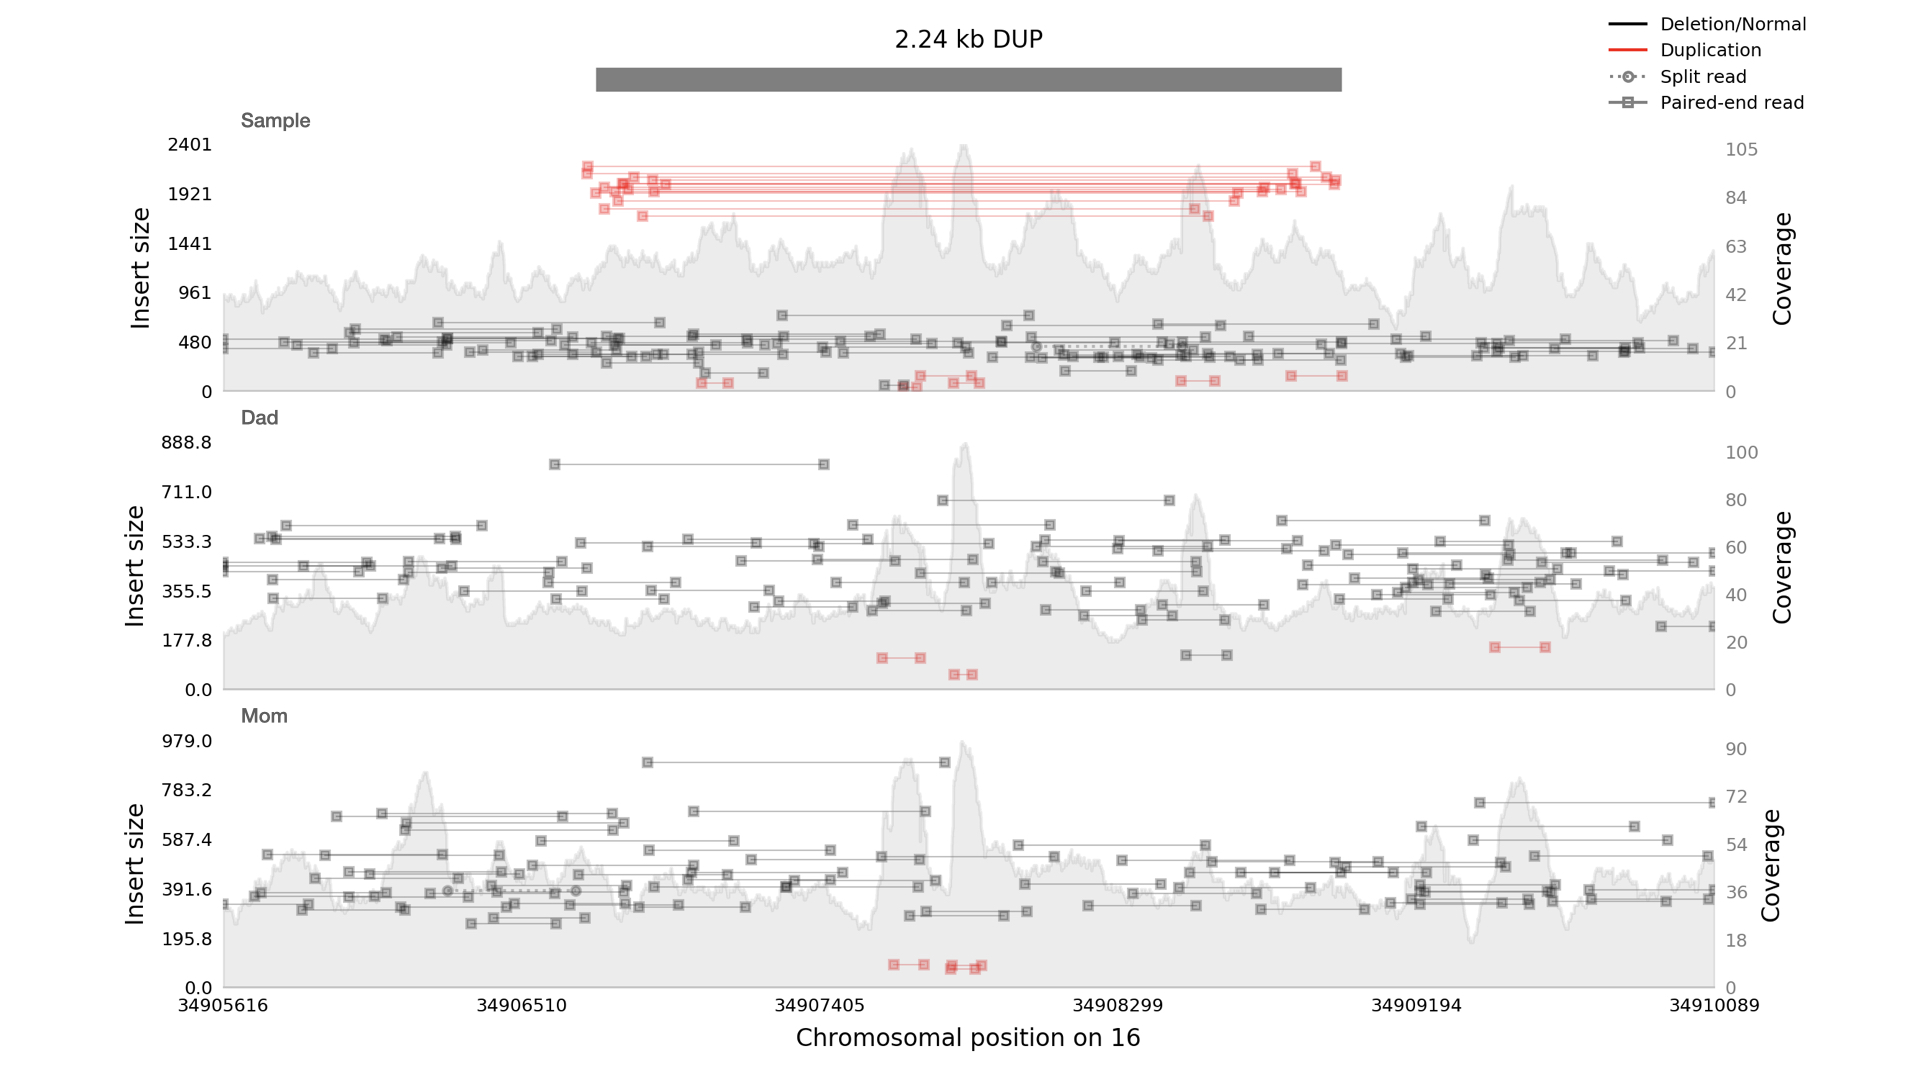 2.24 kb DUP
Deletion/Normal
Duplication
Split read
Paired-end read
Sample
2401
1921
1441
961
480
0
Insert size
105
84
63
42
21
0
Coverage
Dad
888.8
711.0
533.3
355.5
177.8
0.0
Insert size
100
80
60
40
20
0
Coverage
Mom
979.0
783.2
587.4
391.6
195.8
0.0
Insert size
90
72
54
36
18
0
Coverage
34905616 34906510 34907405 34908299 34909194 34910089
Chromosomal position on 16